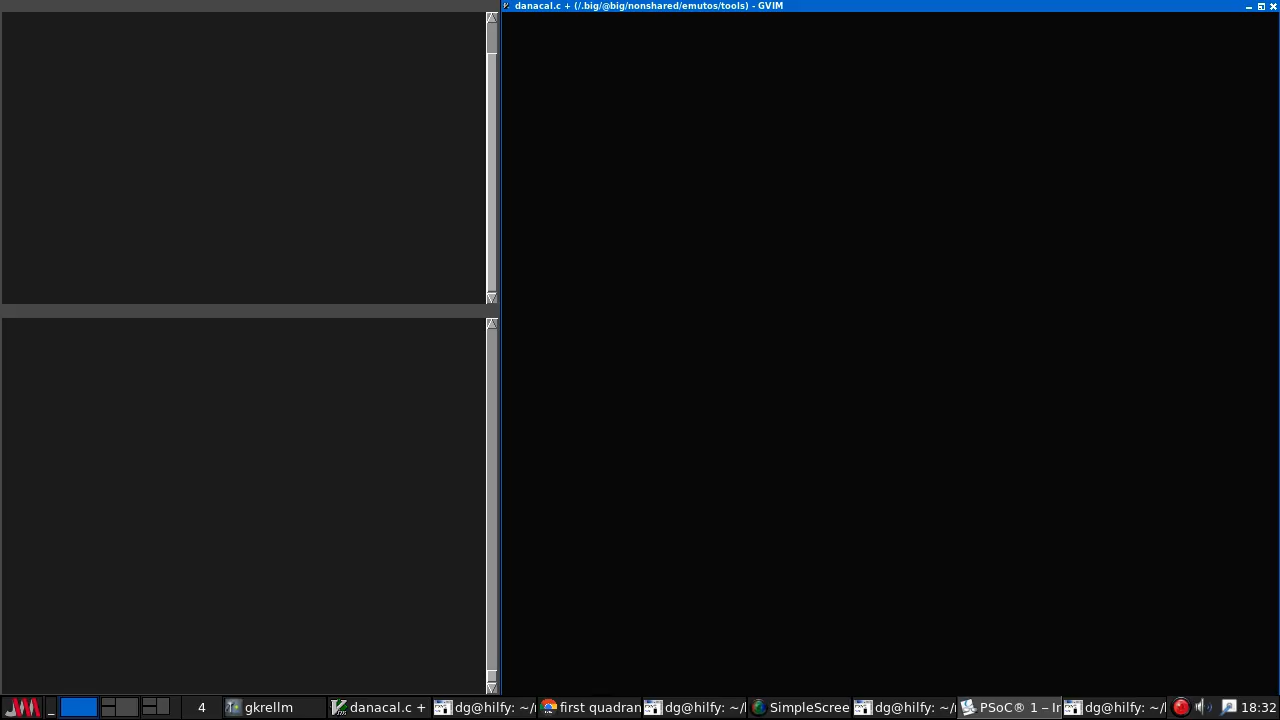 danacal.c + (/.big/@big/nonshared/emutos/tools) - GVIM
4
gkrellm
danacal.c +
dg@hilfy: ~/
first quadran
dg@hilfy: ~/
SimpleScree
dg@hilfy: ~/
PSoC® 1 – Ir
dg@hilfy: ~/
18:32